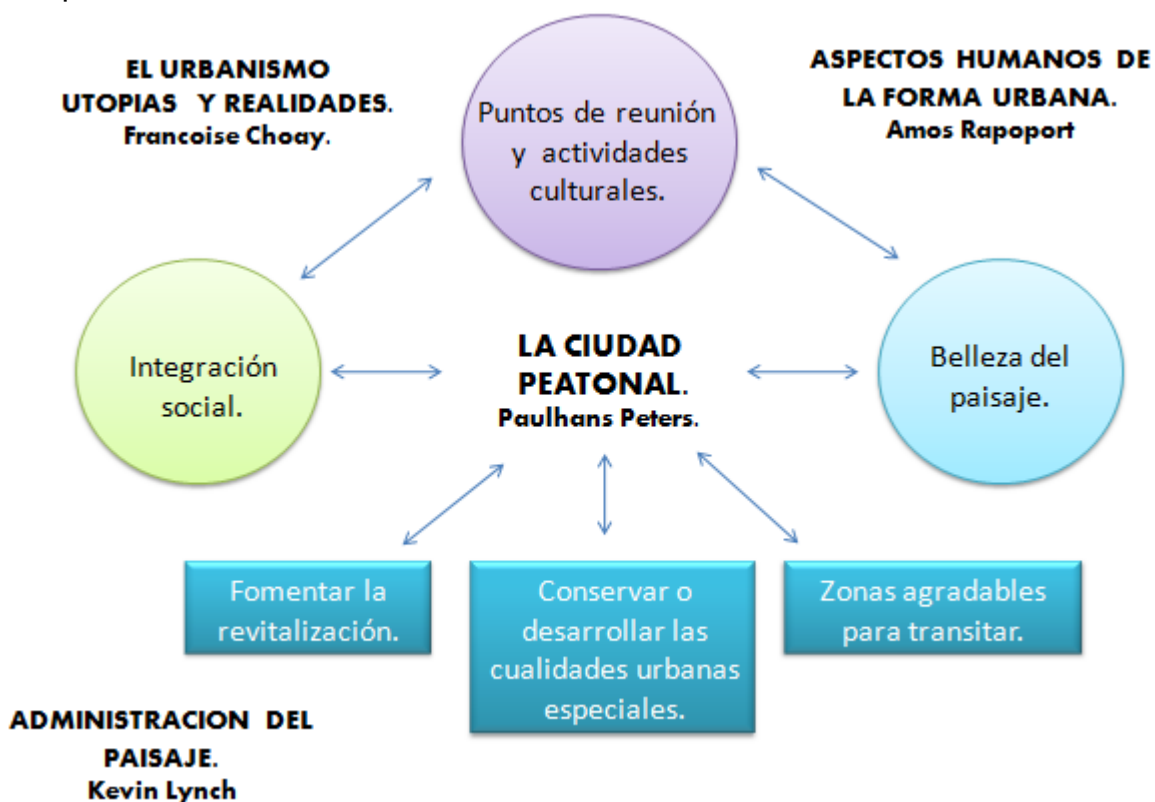 EL URBANISMO
UTOPIAS Y REALIDADES.
Francoise Choay.
ASPECTOS HUMANOS DE
LA FORMA URBANA.
Amos Rapoport
Puntos de reunión
y actividades
culturales.
Integración
social.
LA CIUDAD
PEATONAL.
Paulhans Peters.
Belleza del
paisaje.
Fomentar la
revitalización.
Conservar o
desarrollar las
cualidades urbanas
especiales.
Zonas agradables
para transitar.
ADMINISTRACION DEL
PAISAJE.
Kevin Lynch